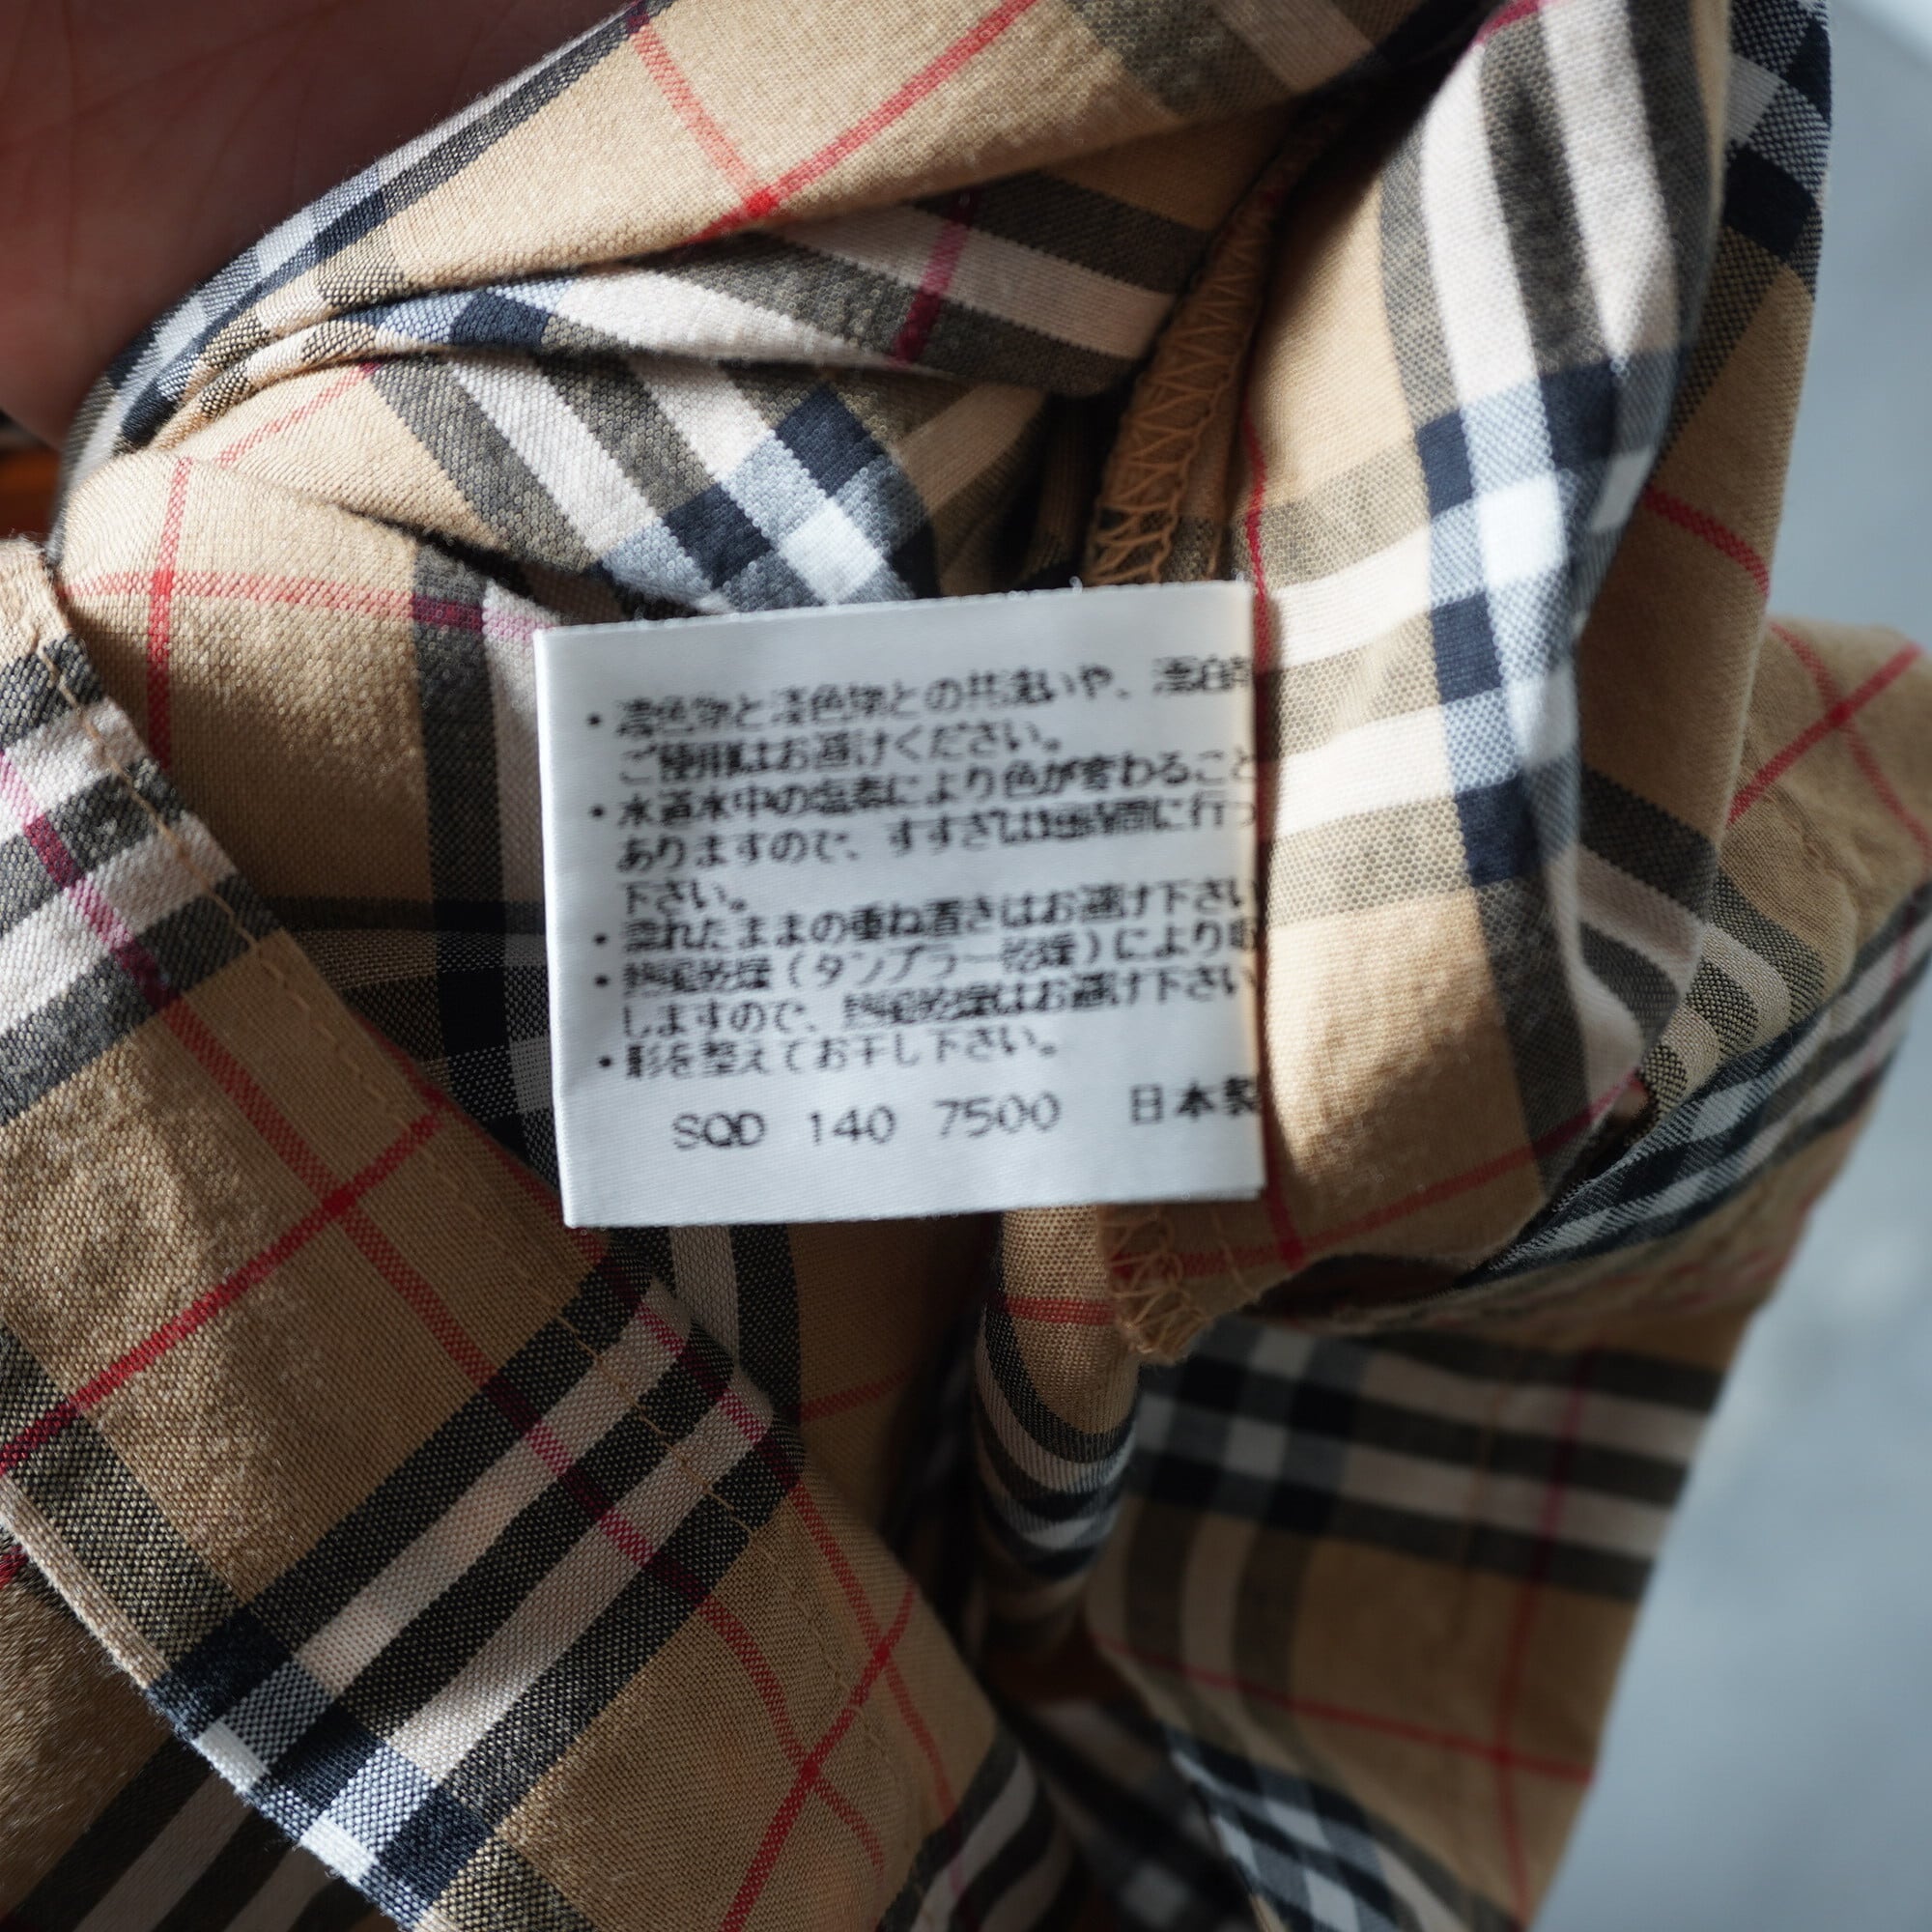 ・濃色物と淡色物との共洗いや、漂白剤
ご使用はお避けください。
・水道水中の塩素により色が変わること
ありますので、すすぎは短時間に行っ
下さい。
・濡れたままの重ね置きはお避け下さい
・熱風乾燥(タンブラー乾燥)により
しますので、熱風乾燥はお避け下さい
・形を整えてお干し下さい。
SQD 140 7500 日本製